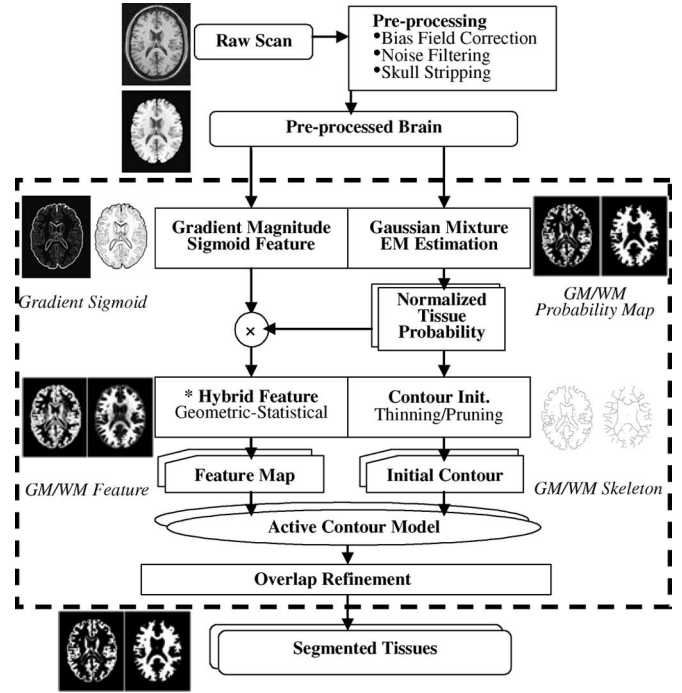 Raw Scan
Pre-processing
•Bias Field Correction
•Noise Filtering
•Skull Stripping
Pre-processed Brain
Gradient Magnitude
Sigmoid Feature
Gaussian Mixture
EM Estimation
Gradient Sigmoid
GM/WM
Probability Map
Normalized
Tissue
Probability
×
* Hybrid Feature
Geometric-Statistical
Contour Init.
Thinning/Pruning
GM/WM Feature
Feature Map
Initial Contour
GM/WM Skeleton
Active Contour Model
Overlap Refinement
Segmented Tissues